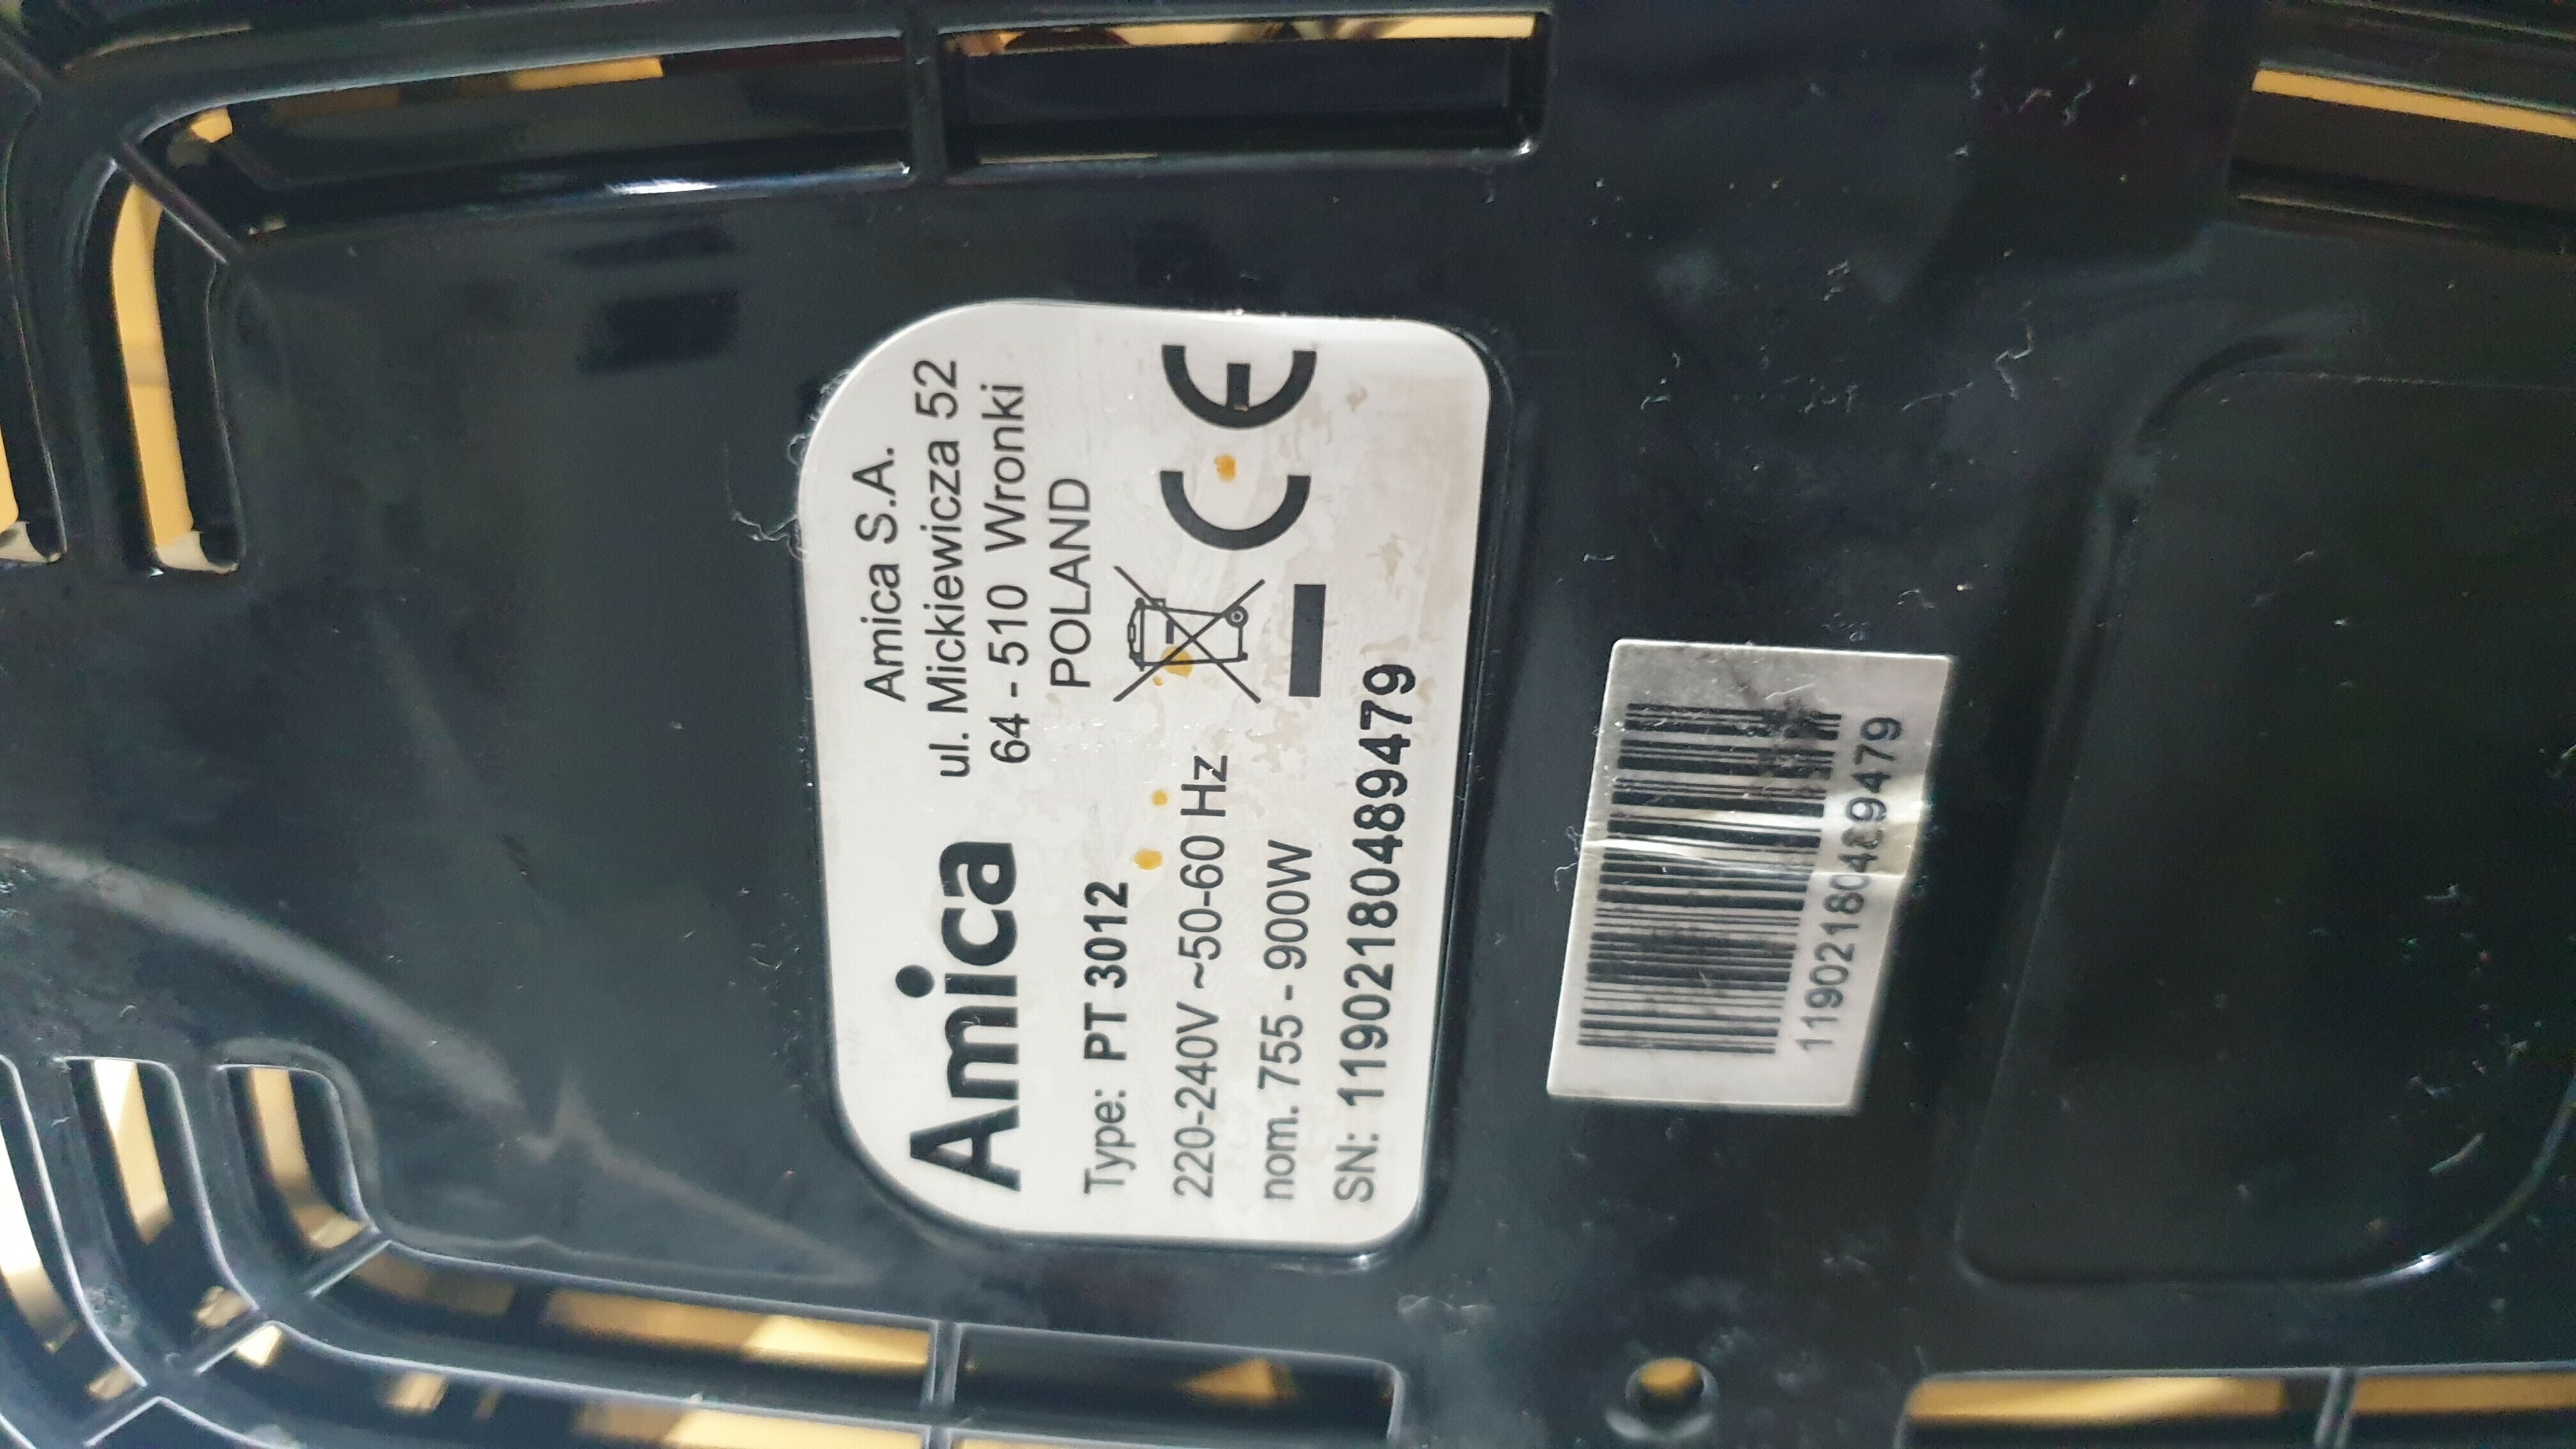 Amica
Amica S.A.
ul. Mickiewicza 52
64 - 510 Wronki
POLAND
Type: PT 3012
220-240V ~50-60 Hz
nom. 755 - 900W
SN: 11902180489479
CE
11902180489479